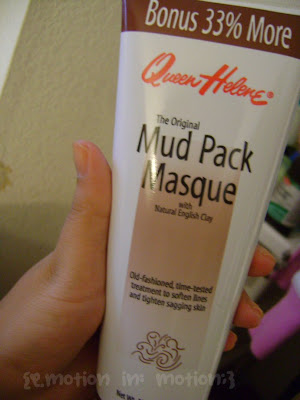 Bonus 33% More
Queen Helene®
The Original
Mud Pack
Masque
with
Natural English Clay
Old-fashioned, time-tested
treatment to soften lines
and tighten sagging skin
{{e.motion in: motion:}